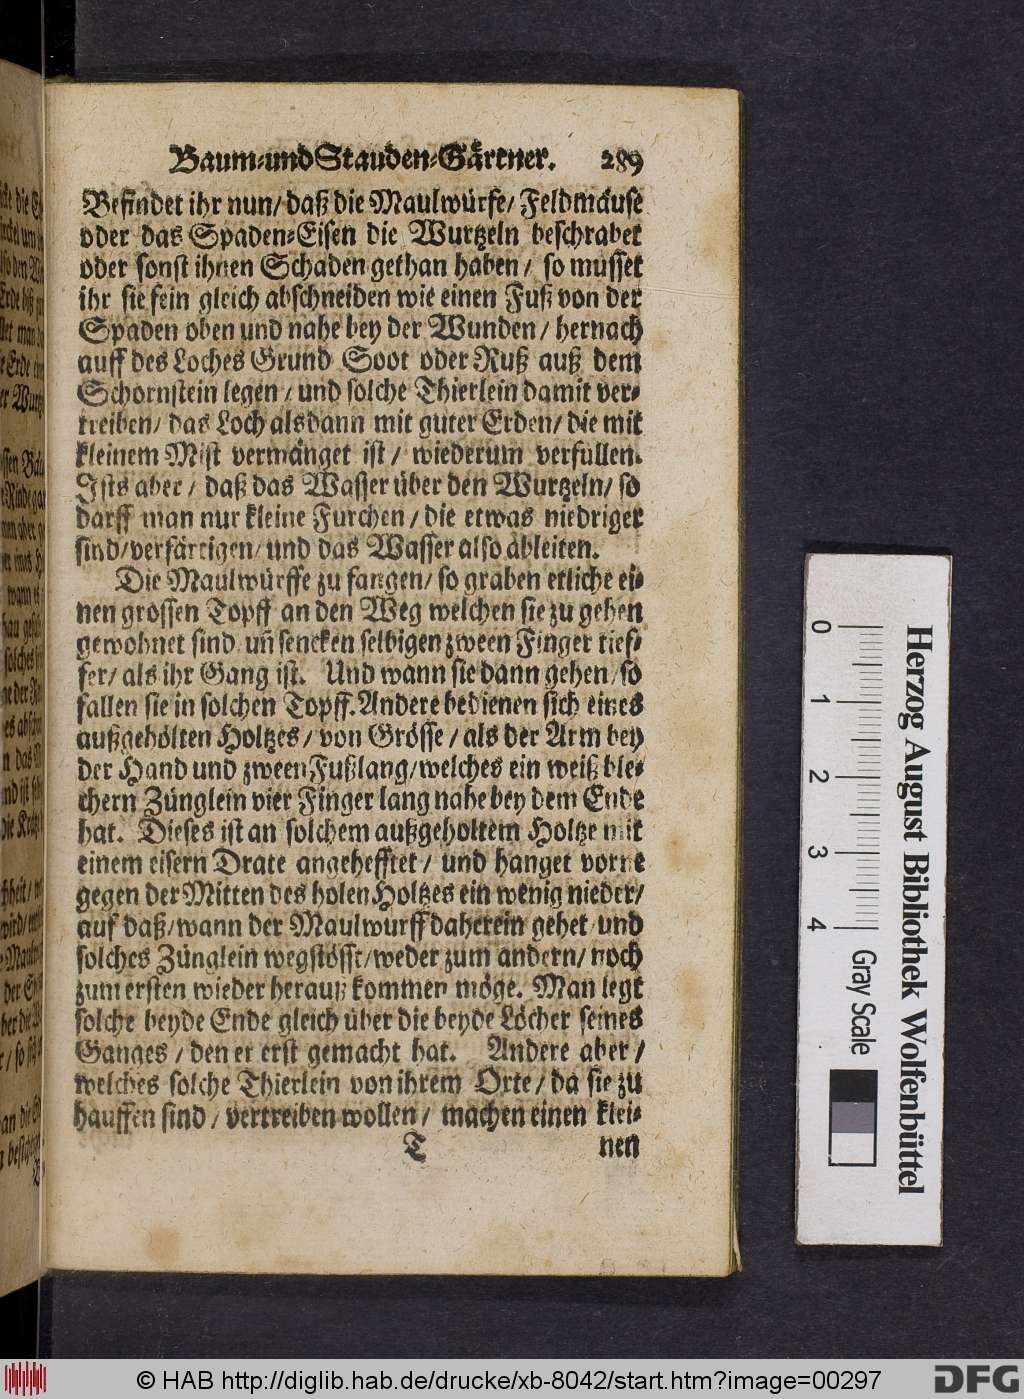 Baum-und Stauden-Gärtner. 289
Befindet ihr nun/ daß die Maulwürfe/ Feldmäuse
oder das Spaden-Eisen die Wurtzeln beschrabet
oder sonst ihnen Schaden gethan haben/ so müsset
ihr sie fein gleich abschneiden wie einen Fuß von der
Spaden oben und nahe bey der Wunden/ hernach
auff des Loches Grund Soot oder Ruß auß dem
Schornstein legen/ und solche Thierlein damit ver-
treiben/ das Loch alsdann mit guter Erden/ die mit
kleinem Mist vermänget ist/ wiederum verfüllen.
Ists aber/ daß das Wasser über den Wurtzeln/ so
darff man nur kleine Furchen/ die etwas niedriger
sind/ verfärtigen/ und das Wasser also ableiten.
Die Maulwürffe zu fangen/ so graben etliche ei-
nen grossen Topff an den Weg welchen sie zu gehen
gewohnet sind uñ sencken selbigen zween Finger tief-
fer/ als ihr Gang ist. Und wann sie dann gehen/ so
fallen sie in solchen Topff. Andere bedienen sich eines
außgehölten Holtzes/ von Grösse/ als der Arm bey
der Hand und zween Fuß lang/ welches ein weiß ble-
chern Zünglein vier Finger lang nahe bey dem Ende
hat. Dieses ist an solchem außgeholtem Holtze mit
einem eisern Drate angehefftet/ und hanget vorne
gegen der Mitten des holen Holtzes ein wenig nieder/
auf daß/ wann der Maulwurff daherein gehet und
solches Zünglein wegstösst/ weder zum andern/ noch
zum ersten wieder herauß kommen möge. Man legt
solche beyde Ende gleich über die beyde Löcher seines
Ganges/ den er erst gemacht hat. Andere aber/
welches solche Thierlein von ihrem Orte/ da sie zu
hauffen sind/ vertreiben wollen/ machen einen klei-
T nen
Herzog August Bibliothek Wolfenbüttel
0 1 2 3 4 Gray Scale
© HAB http://diglib.hab.de/drucke/xb-8042/start.htm?image=00297
DFG